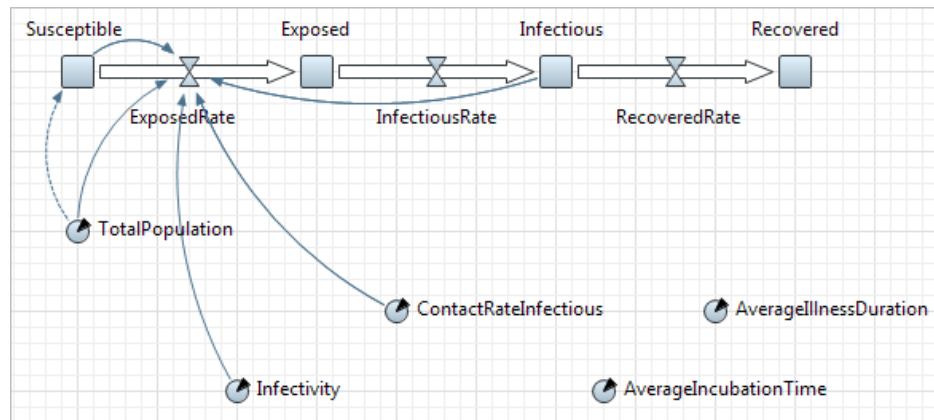 Susceptible
Exposed
Infectious
Recovered
ExposedRate
InfectiousRate
RecoveredRate
TotalPopulation
ContactRateInfectious
AverageIllnessDuration
Infectivity
AverageIncubationTime